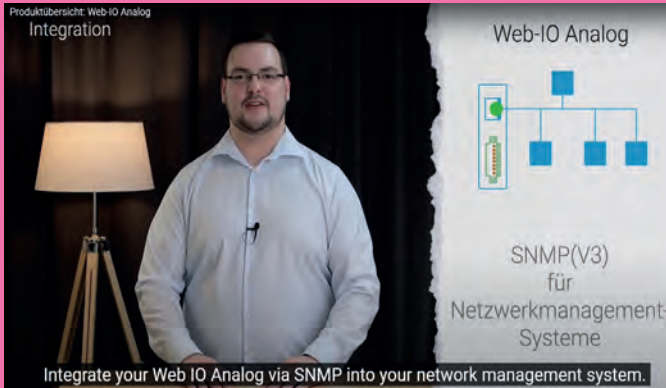 Produktübersicht: Web-IO Analog
Integration
Web-IO Analog
SNMP(V3)
für
Netzwerkmanagement-
Systeme
Integrate your Web IO Analog via SNMP into your network management system.